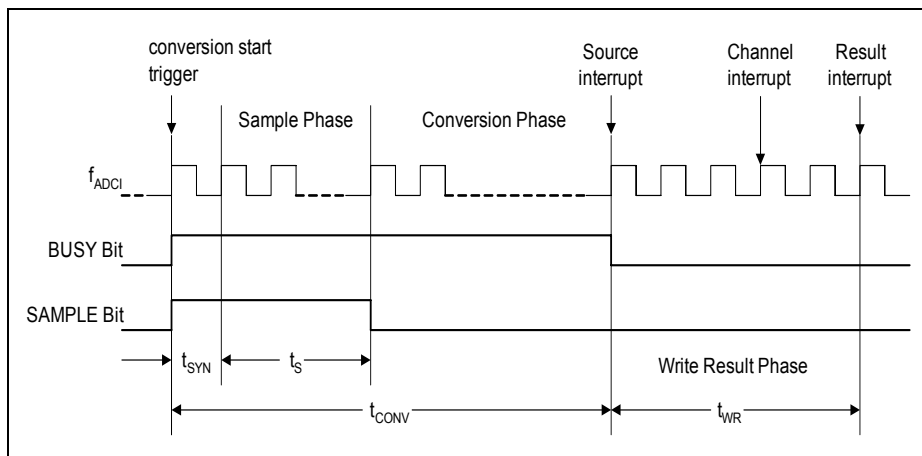 conversion start
trigger
Source
interrupt
Channel
interrupt
Result
interrupt
Sample Phase
Conversion Phase
fADCI
BUSY Bit
SAMPLE Bit
tSYN
tS
Write Result Phase
tCONV
tWR